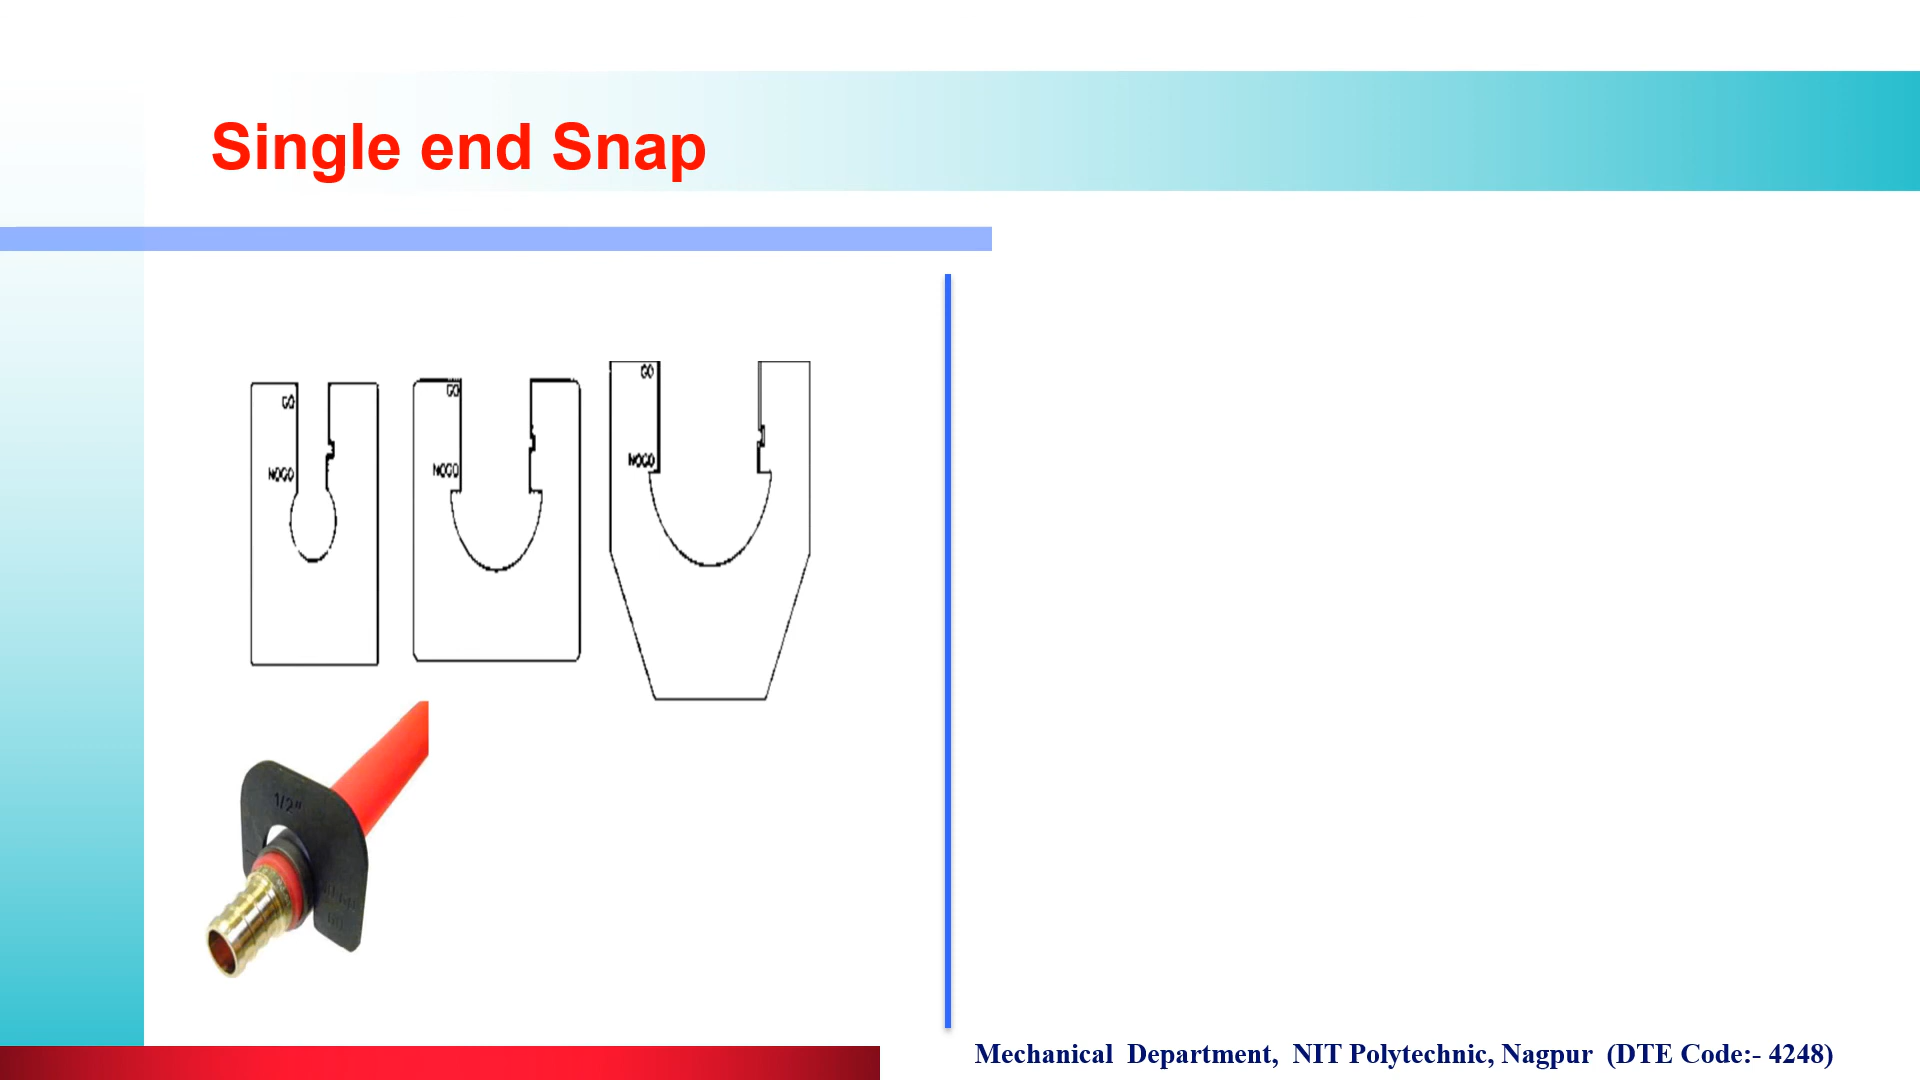 Single end Snap
GO
NOGO
GO
NOGO
GO
NOGO
1/2"
Mechanical Department, NIT Polytechnic, Nagpur (DTE Code:- 4248)